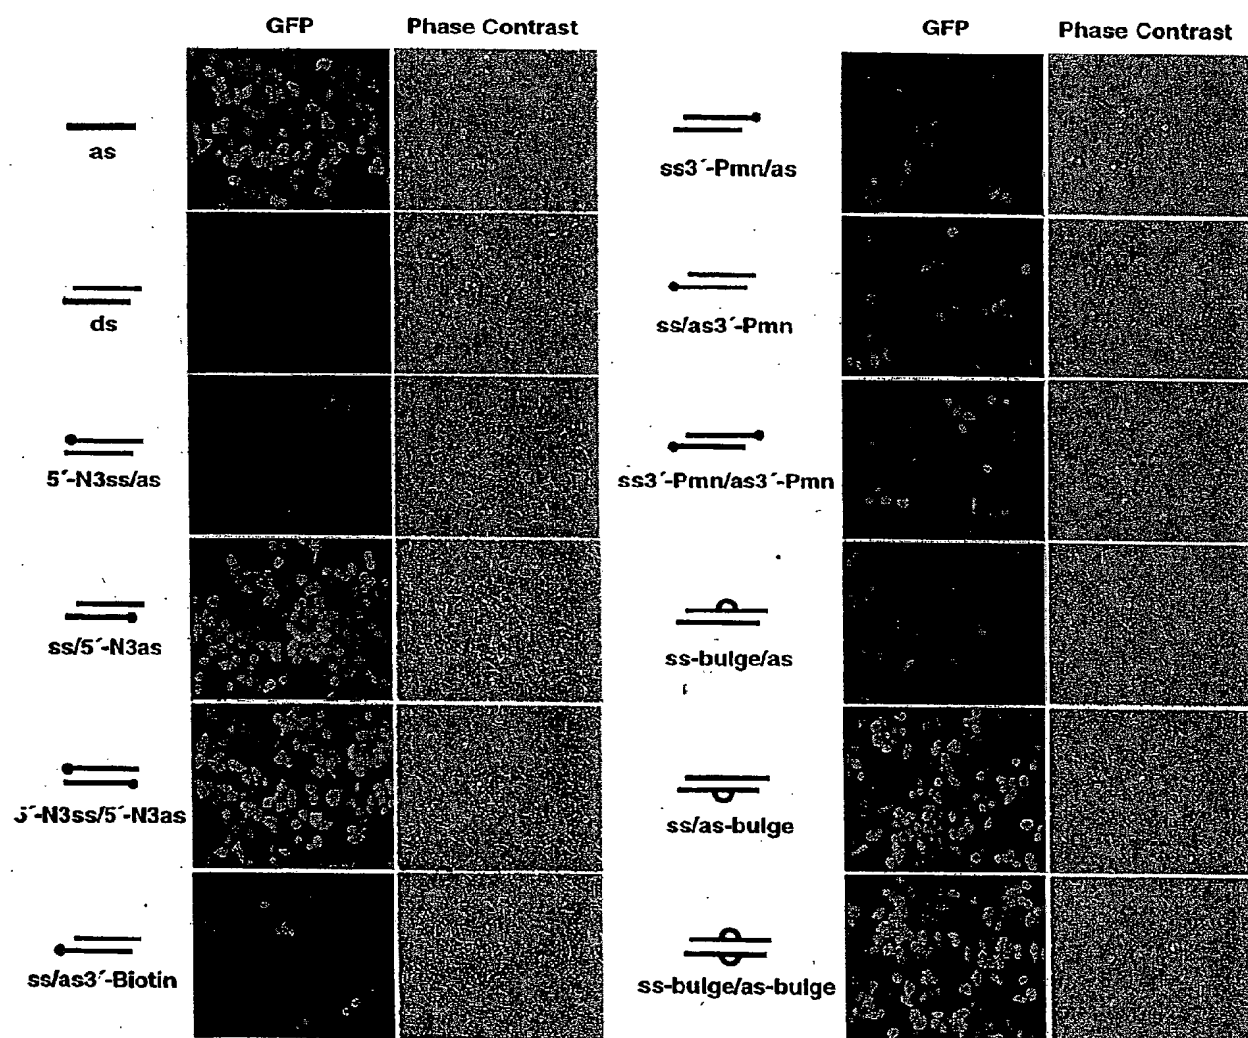 GFP Phase Contrast
as
ds
5´-N3ss/as
ss/5´-N3as
5´-N3ss/5´-N3as
ss/as3´-Biotin
GFP Phase Contrast
ss3´-Pmn/as
ss/as3´-Pmn
ss3´-Pmn/as3´-Pmn
ss-bulge/as
ss/as-bulge
ss-bulge/as-bulge